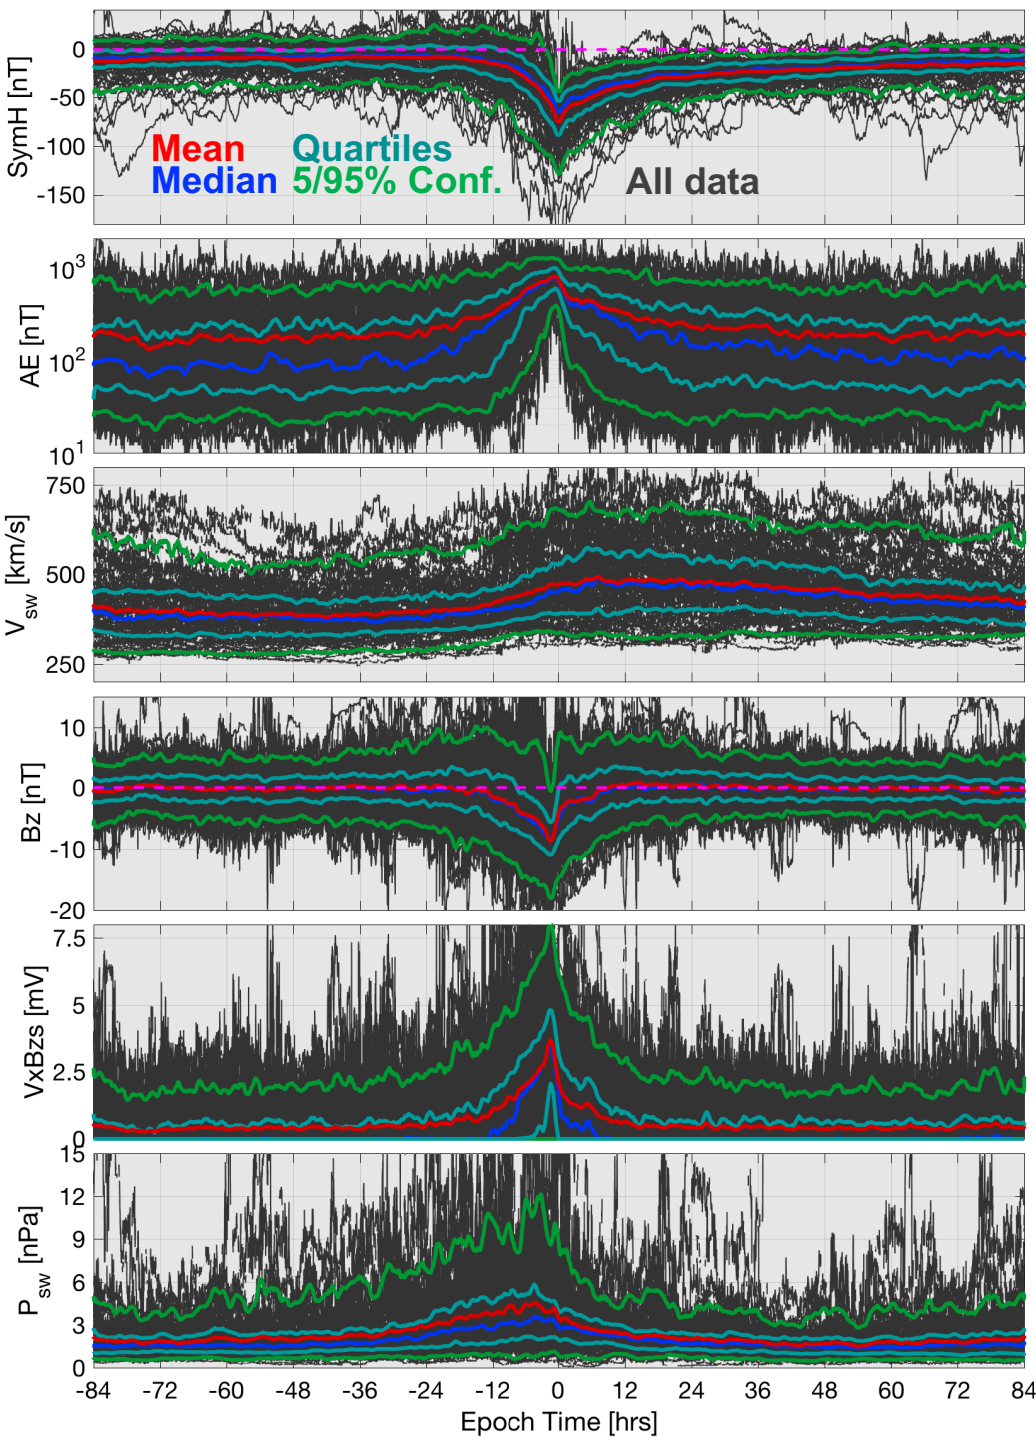 SymH [nT]
0
-50
-100
-150
Mean Quartiles
Median 5/95% Conf. All data
AE [nT]
10³
10²
10¹
V_sw [km/s]
750
500
250
Bz [nT]
10
0
-10
-20
VxBzs [mV]
7.5
5
2.5
0
P_sw [nPa]
15
12
9
6
3
0
-84 -72 -60 -48 -36 -24 -12 0 12 24 36 48 60 72 84
Epoch Time [hrs]